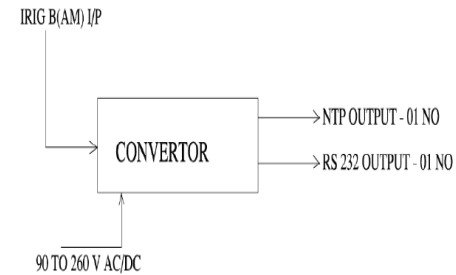 IRIG B(AM) I/P
NTP OUTPUT - 01 NO
CONVERTOR
RS 232 OUTPUT - 01 NO
90 TO 260 V AC/DC